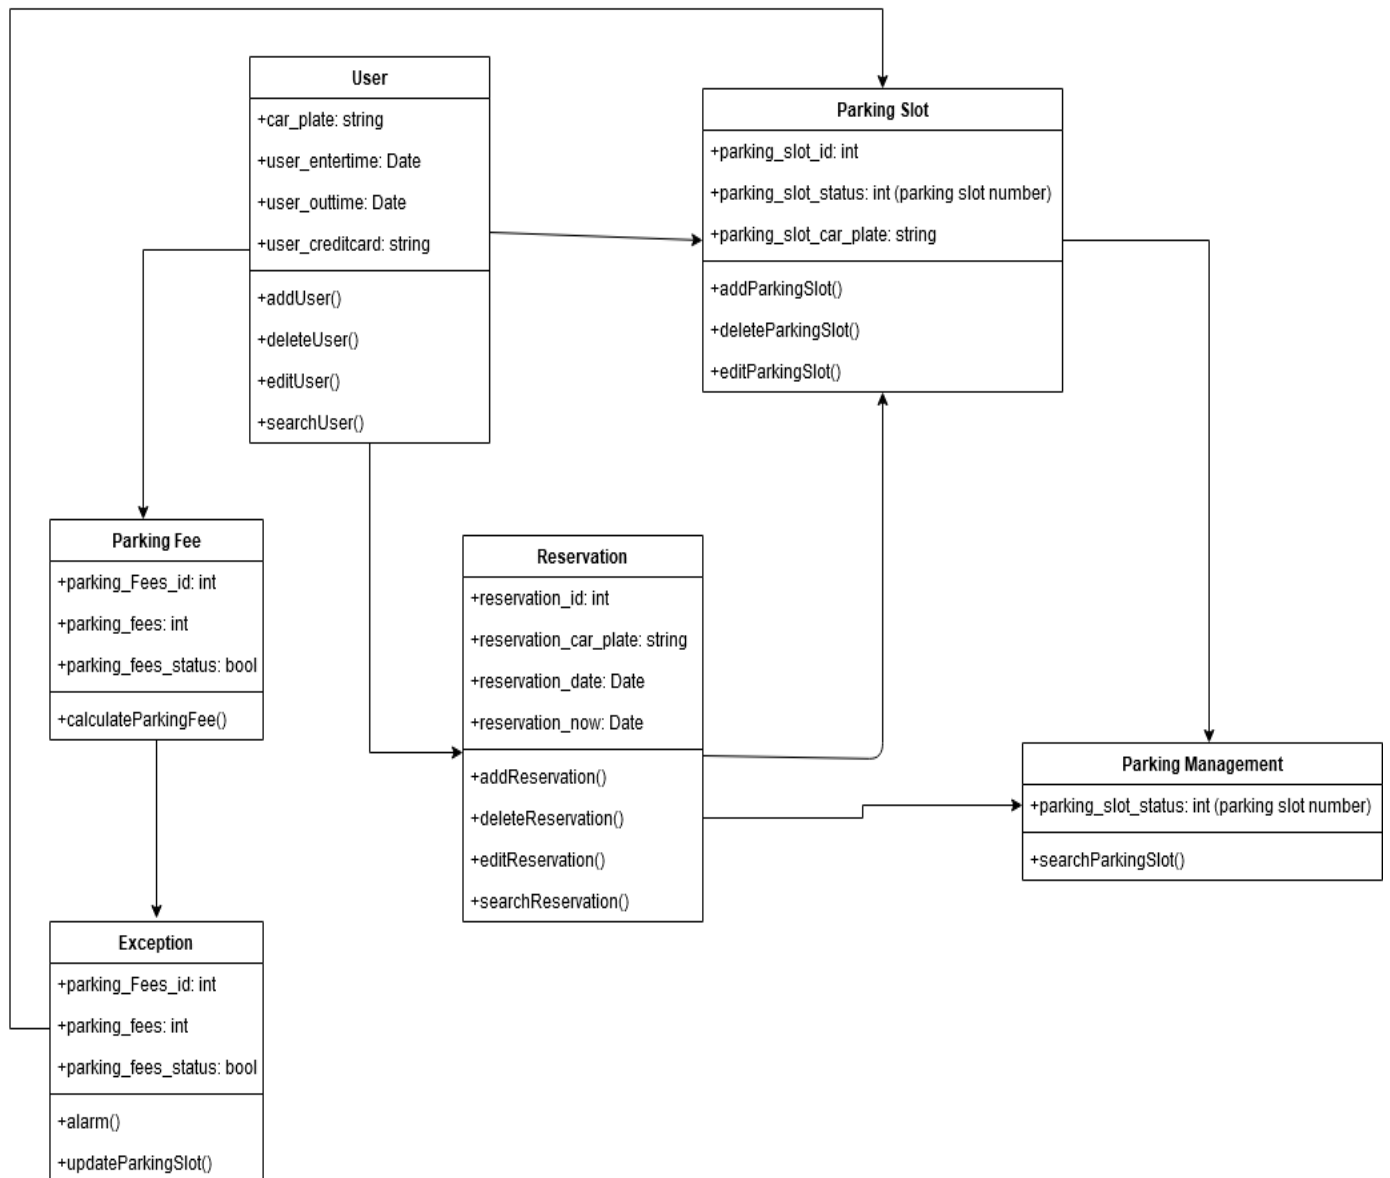 User
+car_plate: string
+user_entertime: Date
+user_outtime: Date
+user_creditcard: string
+addUser()
+deleteUser()
+editUser()
+searchUser()
Parking Slot
+parking_slot_id: int
+parking_slot_status: int (parking slot number)
+parking_slot_car_plate: string
+addParkingSlot()
+deleteParkingSlot()
+editParkingSlot()
Parking Fee
+parking_Fees_id: int
+parking_fees: int
+parking_fees_status: bool
+calculateParkingFee()
Reservation
+reservation_id: int
+reservation_car_plate: string
+reservation_date: Date
+reservation_now: Date
+addReservation()
+deleteReservation()
+editReservation()
+searchReservation()
Parking Management
+parking_slot_status: int (parking slot number)
+searchParkingSlot()
Exception
+parking_Fees_id: int
+parking_fees: int
+parking_fees_status: bool
+alarm()
+updateParkingSlot()